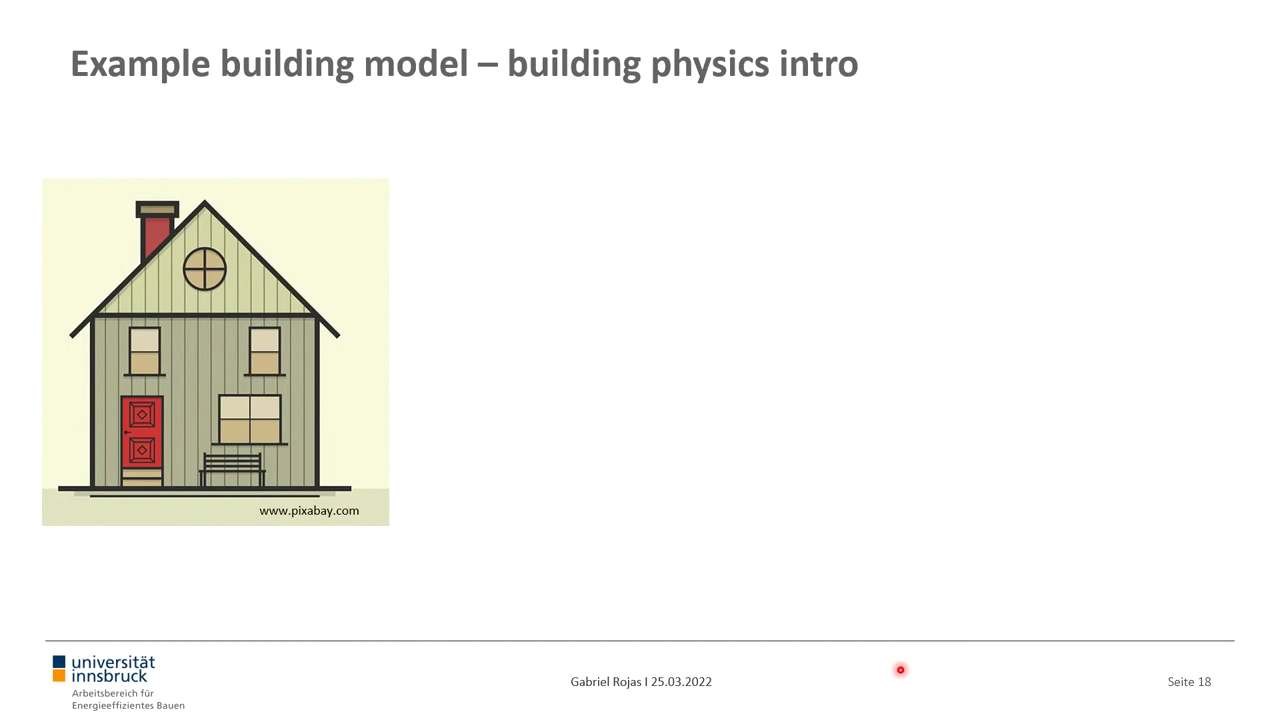 Example building model – building physics intro
www.pixabay.com
universität
innsbruck
Arbeitsbereich für
Energieeffizientes Bauen
Gabriel Rojas I 25.03.2022
Seite 18